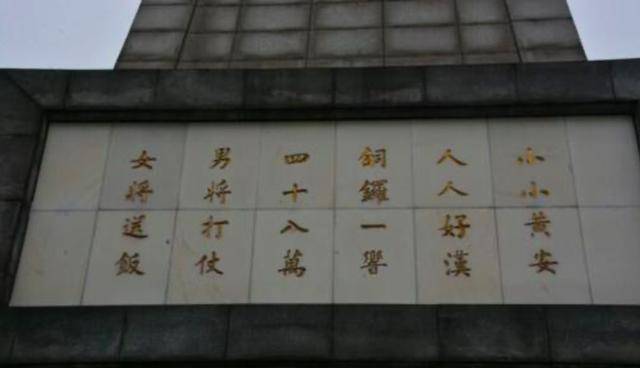 小小黃安
人人好漢
銅鑼一響
四十八萬
男將打仗
女將送飯